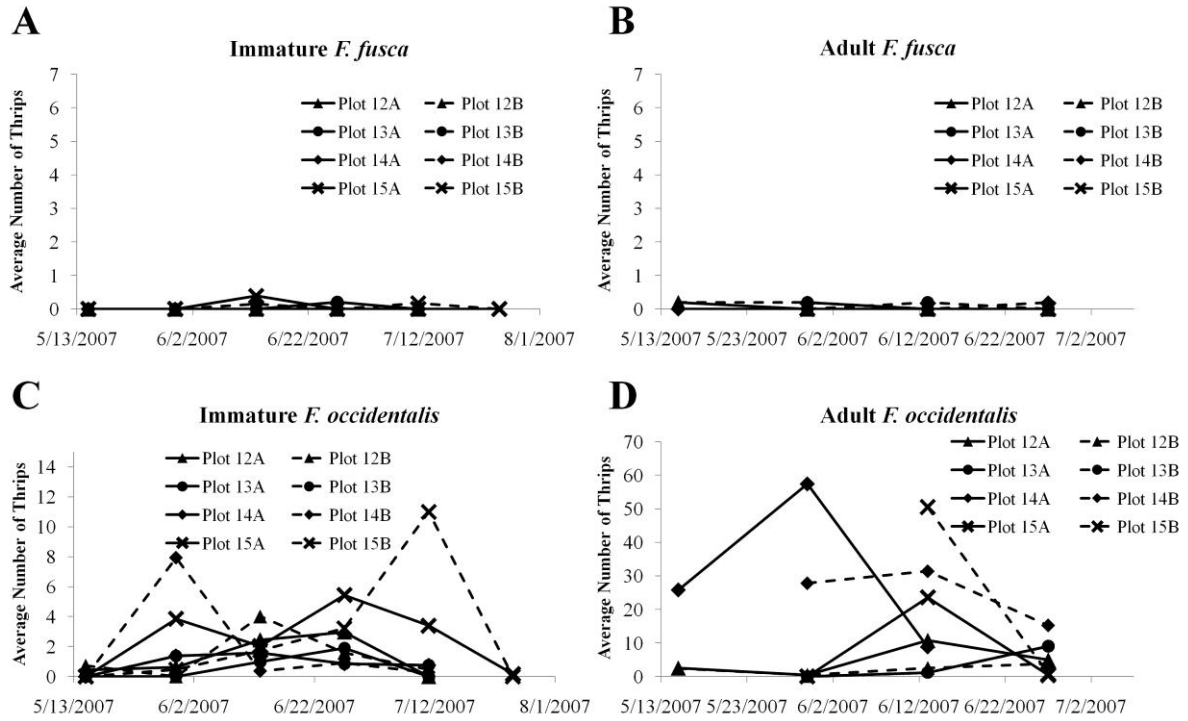 A
Immature F. fusca
Average Number of Thrips
7
6
5
4
3
2
1
0
Plot 12A Plot 12B
Plot 13A Plot 13B
Plot 14A Plot 14B
Plot 15A Plot 15B
5/13/2007 6/2/2007 6/22/2007 7/12/2007 8/1/2007
B
Adult F. fusca
Average Number of Thrips
7
6
5
4
3
2
1
0
Plot 12A Plot 12B
Plot 13A Plot 13B
Plot 14A Plot 14B
Plot 15A Plot 15B
5/13/2007 5/23/2007 6/2/2007 6/12/2007 6/22/2007 7/2/2007
C
Immature F. occidentalis
Average Number of Thrips
14
12
10
8
6
4
2
0
Plot 12A Plot 12B
Plot 13A Plot 13B
Plot 14A Plot 14B
Plot 15A Plot 15B
5/13/2007 6/2/2007 6/22/2007 7/12/2007 8/1/2007
D
Adult F. occidentalis
Average Number of Thrips
70
60
50
40
30
20
10
0
Plot 12A Plot 12B
Plot 13A Plot 13B
Plot 14A Plot 14B
Plot 15A Plot 15B
5/13/2007 5/23/2007 6/2/2007 6/12/2007 6/22/2007 7/2/2007